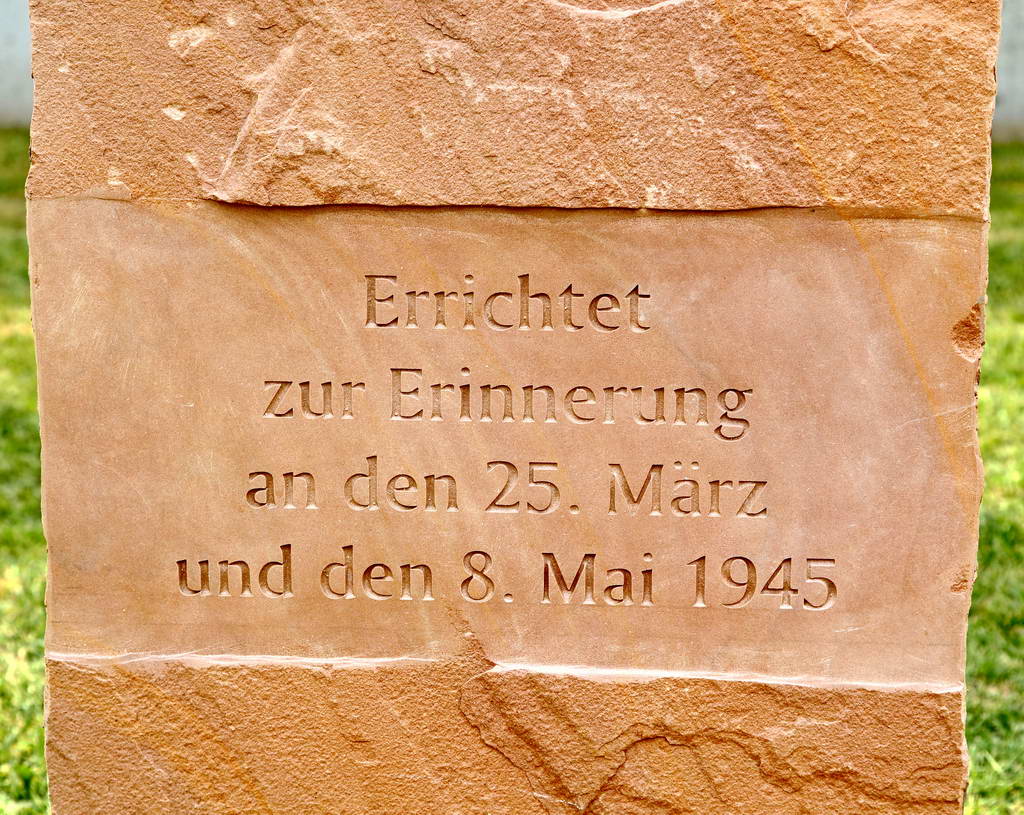 Errichtet
zur Erinnerung
an den 25. März
und den 8. Mai 1945